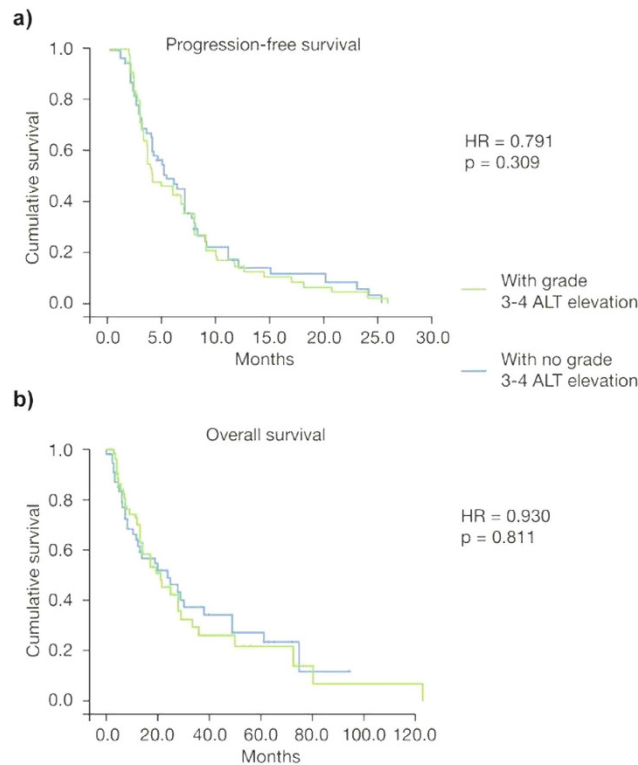 a)
Progression-free survival
Cumulative survival
1.0
0.8
0.6
0.4
0.2
0.0
0.0 5.0 10.0 15.0 20.0 25.0 30.0
Months
HR = 0.791
p = 0.309
With grade
3-4 ALT elevation
With no grade
3-4 ALT elevation
b)
Overall survival
Cumulative survival
1.0
0.8
0.6
0.4
0.2
0.0
0.0 20.0 40.0 60.0 80.0 100.0 120.0
Months
HR = 0.930
p = 0.811